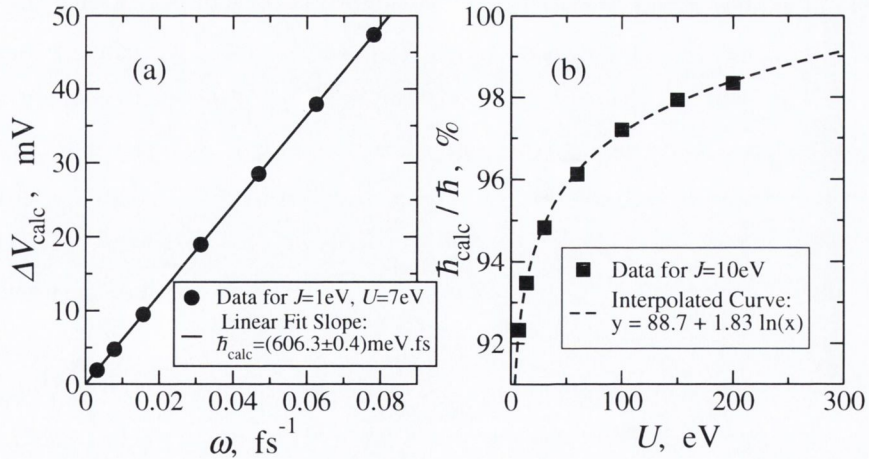 50
40
30
20
10
0
ΔV_calc , mV
(a)
Data for J=1eV, U=7eV
Linear Fit Slope:
ℏ_calc=(606.3±0.4)meV.fs
0 0.02 0.04 0.06 0.08
ω, fs⁻¹
100
98
96
94
92
ℏ_calc / ℏ , %
(b)
Data for J=10eV
Interpolated Curve:
y = 88.7 + 1.83 ln(x)
0 100 200 300
U, eV